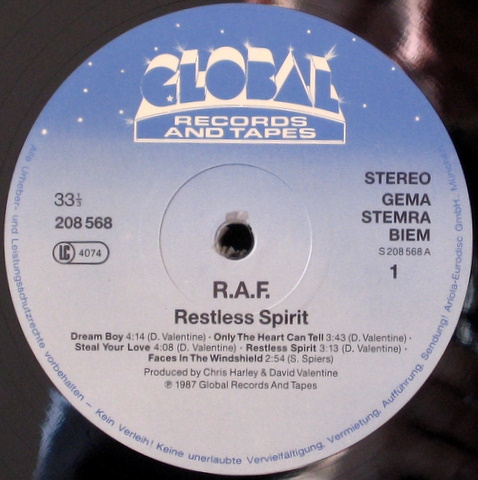 GLOBAL
RECORDS
AND TAPES
33⅓
208 568
LC 4074
STEREO
GEMA
STEMRA
BIEM
S 208 568 A
1
R.A.F.
Restless Spirit
Dream Boy 4:14 (D. Valentine) · Only The Heart Can Tell 3:43 (D. Valentine) ·
Steal Your Love 4:08 (D. Valentine) · Restless Spirit 3:13 (D. Valentine) ·
Faces In The Windshield 2:54 (S. Spiers)
Produced by Chris Harley & David Valentine
℗ 1987 Global Records And Tapes
Alle Urheber- und Leistungsschutzrechte vorbehalten – Kein Verleih! Keine unerlaubte Vervielfältigung, Vermietung, Aufführung, Sendung! Ariola-Eurodisc GmbH., München